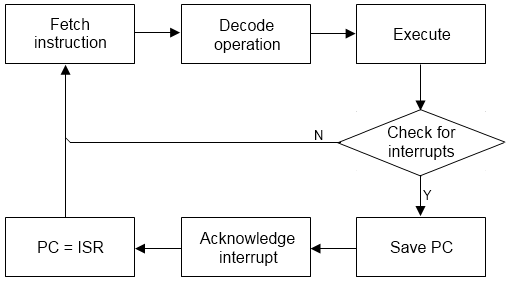 Fetch
instruction
Decode
operation
Execute
Check for
interrupts
N
Y
Save PC
Acknowledge
interrupt
PC = ISR